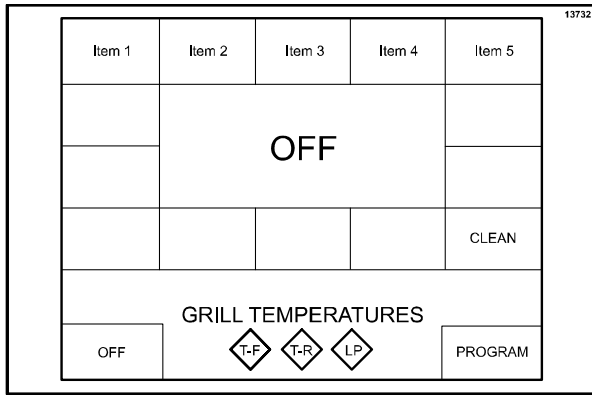 13732
Item 1 Item 2 Item 3 Item 4 Item 5
OFF
CLEAN
GRILL TEMPERATURES
OFF T-F T-R LP PROGRAM